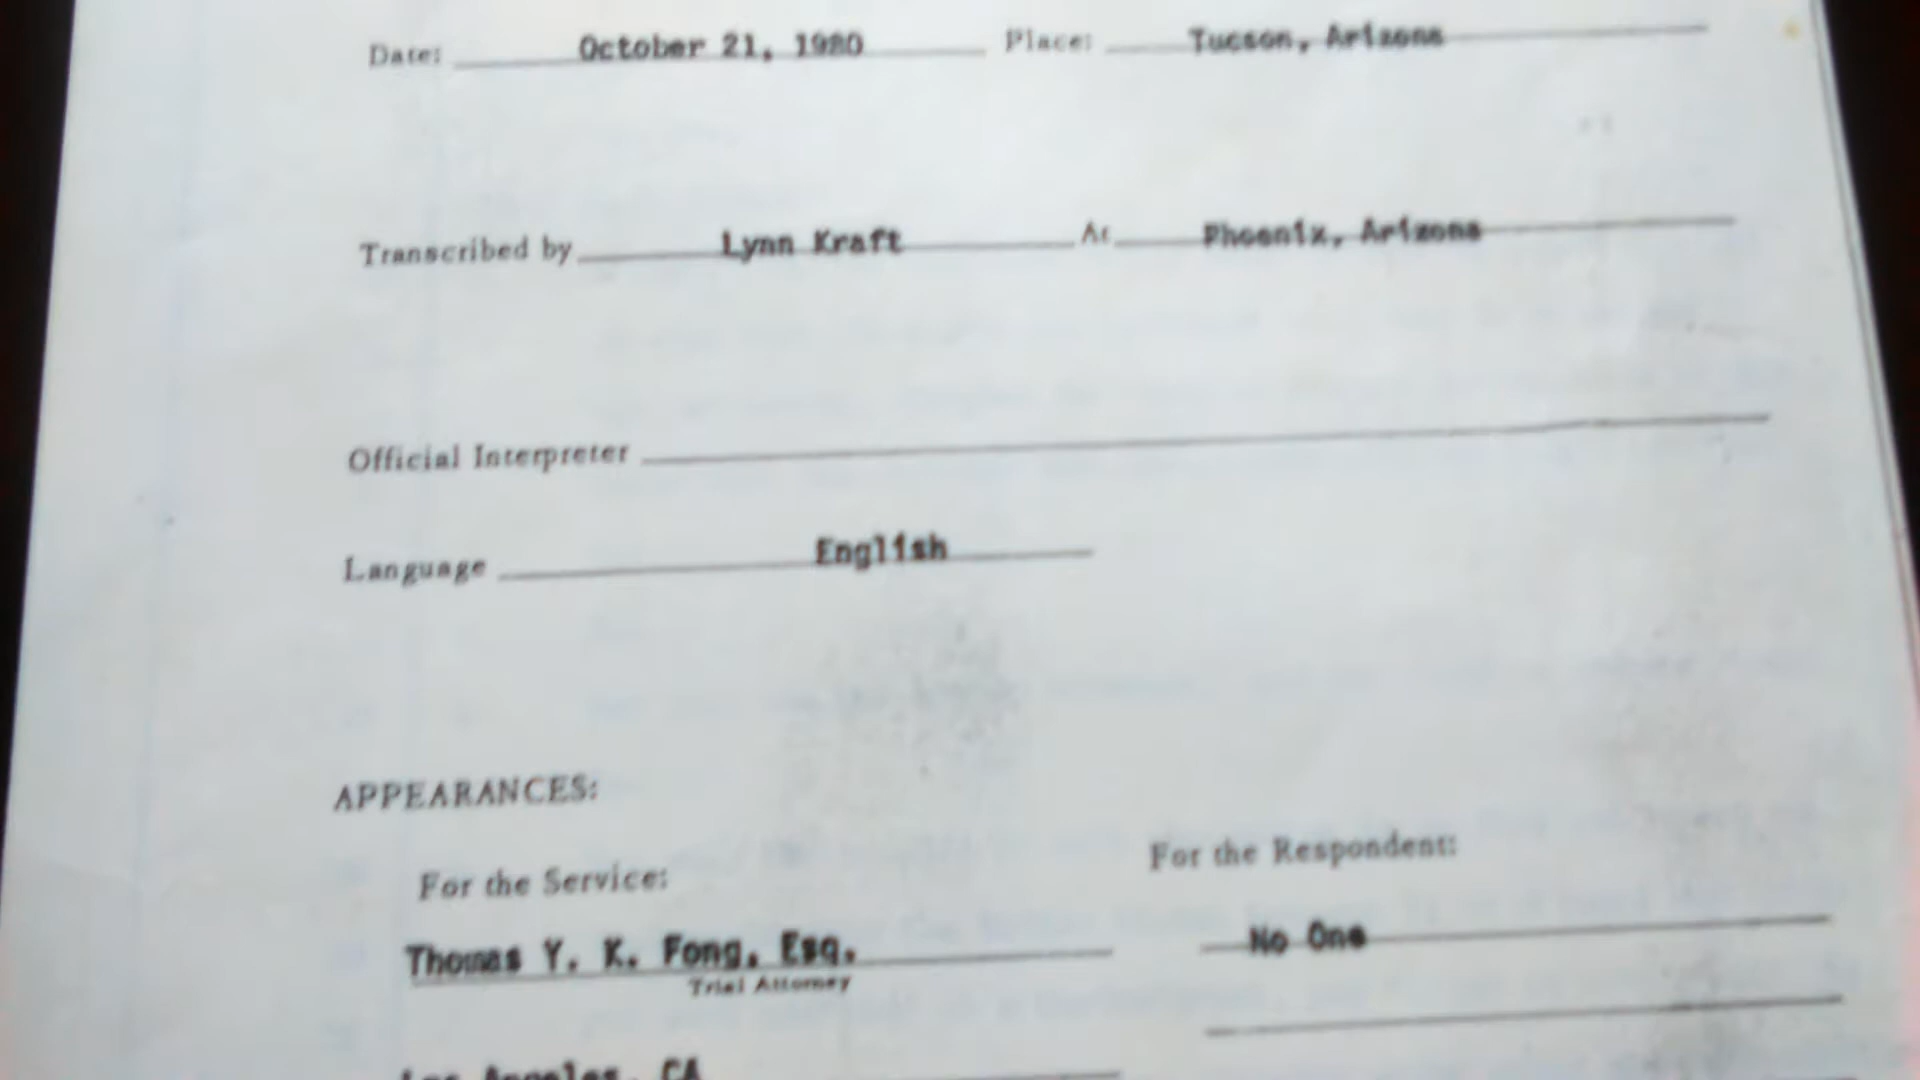 Date: October 21, 1980 Place: Tucson, Arizona
Transcribed by Lynn Kraft At Phoenix, Arizona
Official Interpreter
Language English
APPEARANCES:
For the Service: For the Respondent:
Thomas Y. K. Fong, Esq. No One
Trial Attorney
Los Angeles, CA